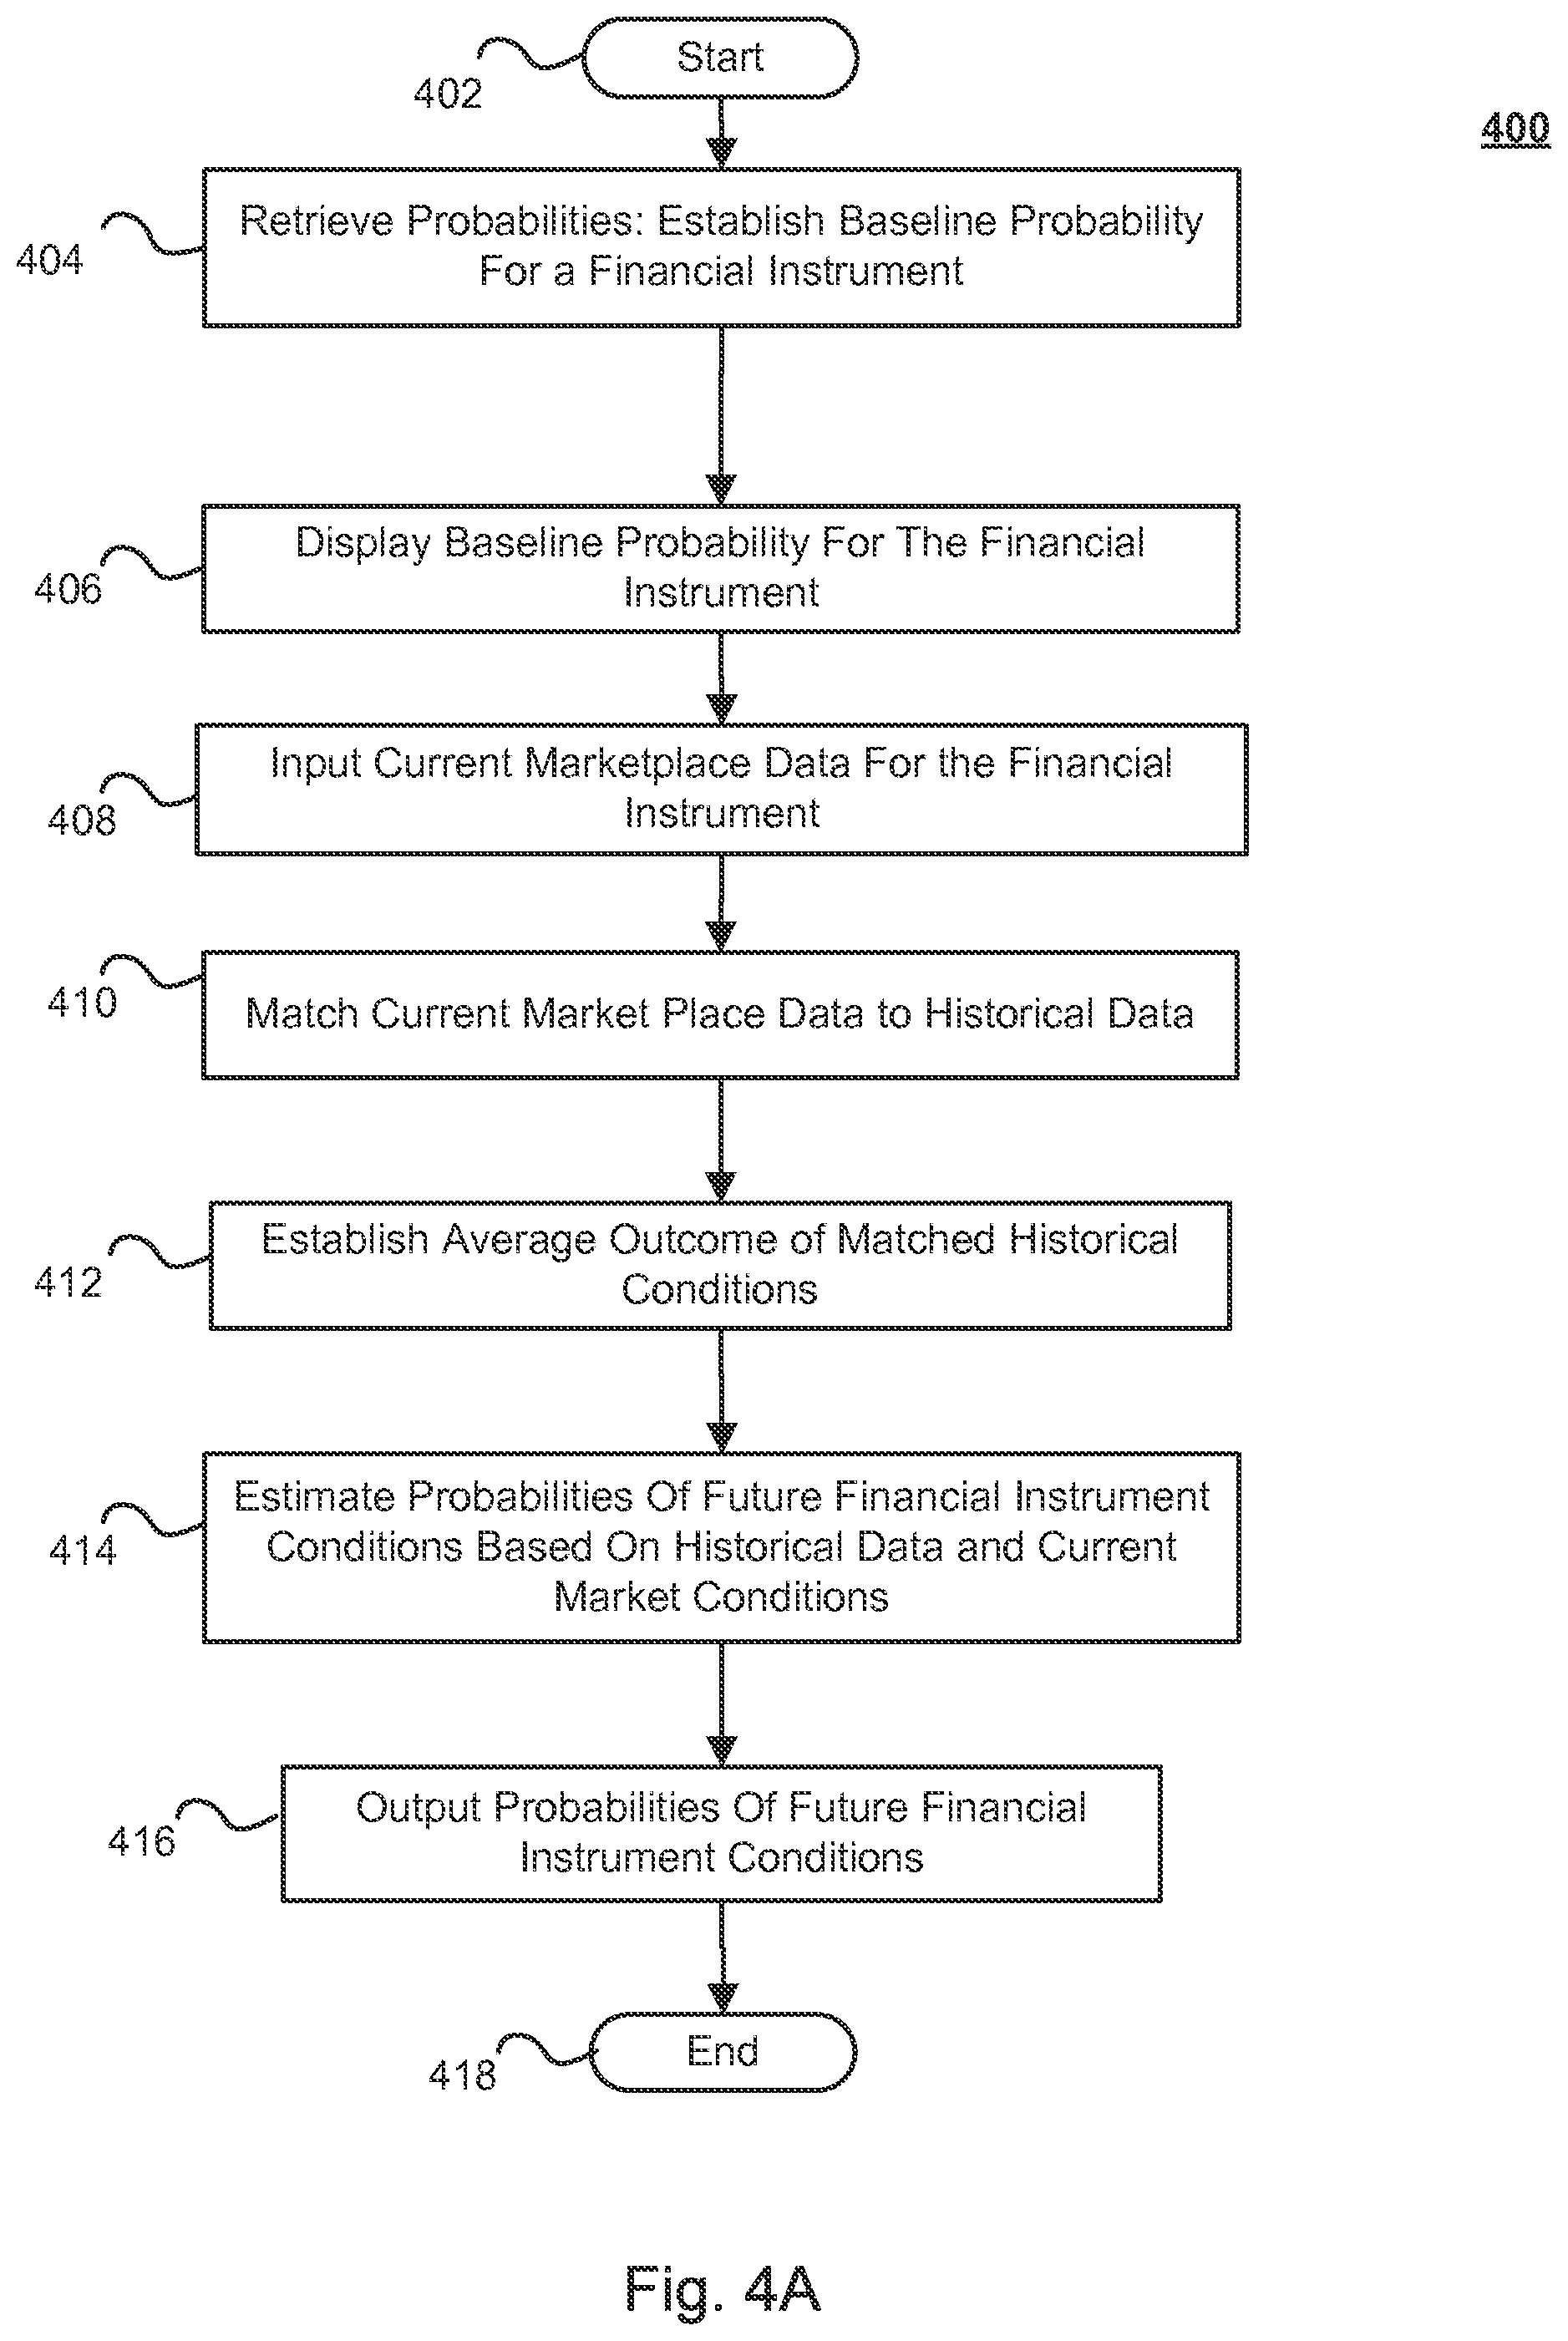 Start
402
400
Retrieve Probabilities: Establish Baseline Probability
For a Financial Instrument
404
Display Baseline Probability For The Financial
Instrument
406
Input Current Marketplace Data For the Financial
Instrument
408
Match Current Market Place Data to Historical Data
410
Establish Average Outcome of Matched Historical
Conditions
412
Estimate Probabilities Of Future Financial Instrument
Conditions Based On Historical Data and Current
Market Conditions
414
Output Probabilities Of Future Financial
Instrument Conditions
416
End
418
Fig. 4A